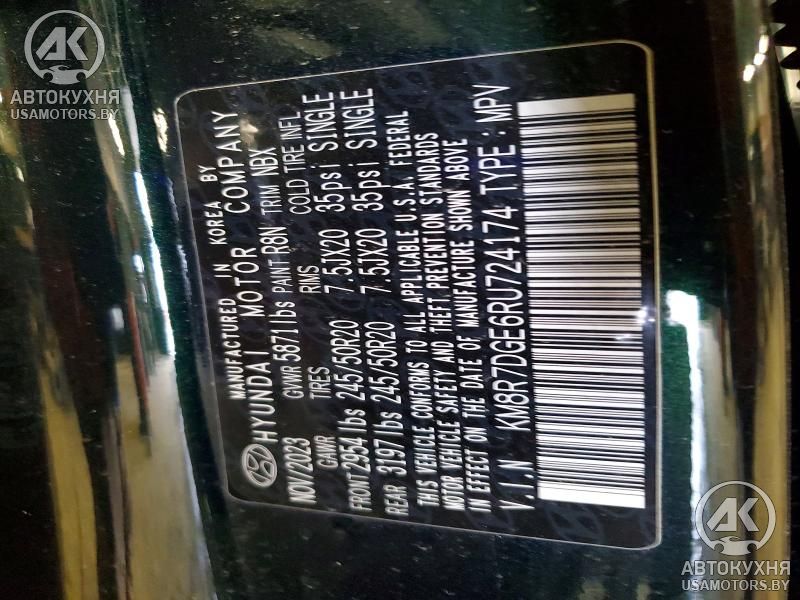 AK
АВТОКУХНЯ
USAMOTORS.BY
MANUFACTURED IN KOREA BY
HYUNDAI MOTOR COMPANY
NOV/2023 GVWR 5871lbs PAINT R8N TRIM NBX
GAWR TIRES RMS COLD TIRE INFL
FRONT 2954lbs 245/50R20 7.5JX20 35psi SINGLE
REAR 3197lbs 245/50R20 7.5JX20 35psi SINGLE
THIS VEHICLE CONFORMS TO ALL APPLICABLE U.S.A. FEDERAL
MOTOR VEHICLE SAFETY AND THEFT PREVENTION STANDARDS
IN EFFECT ON THE DATE OF MANUFACTURE SHOWN ABOVE
V.I.N KM8R7DGE6RU724174 TYPE : MPV
AK
АВТОКУХНЯ
USAMOTORS.BY